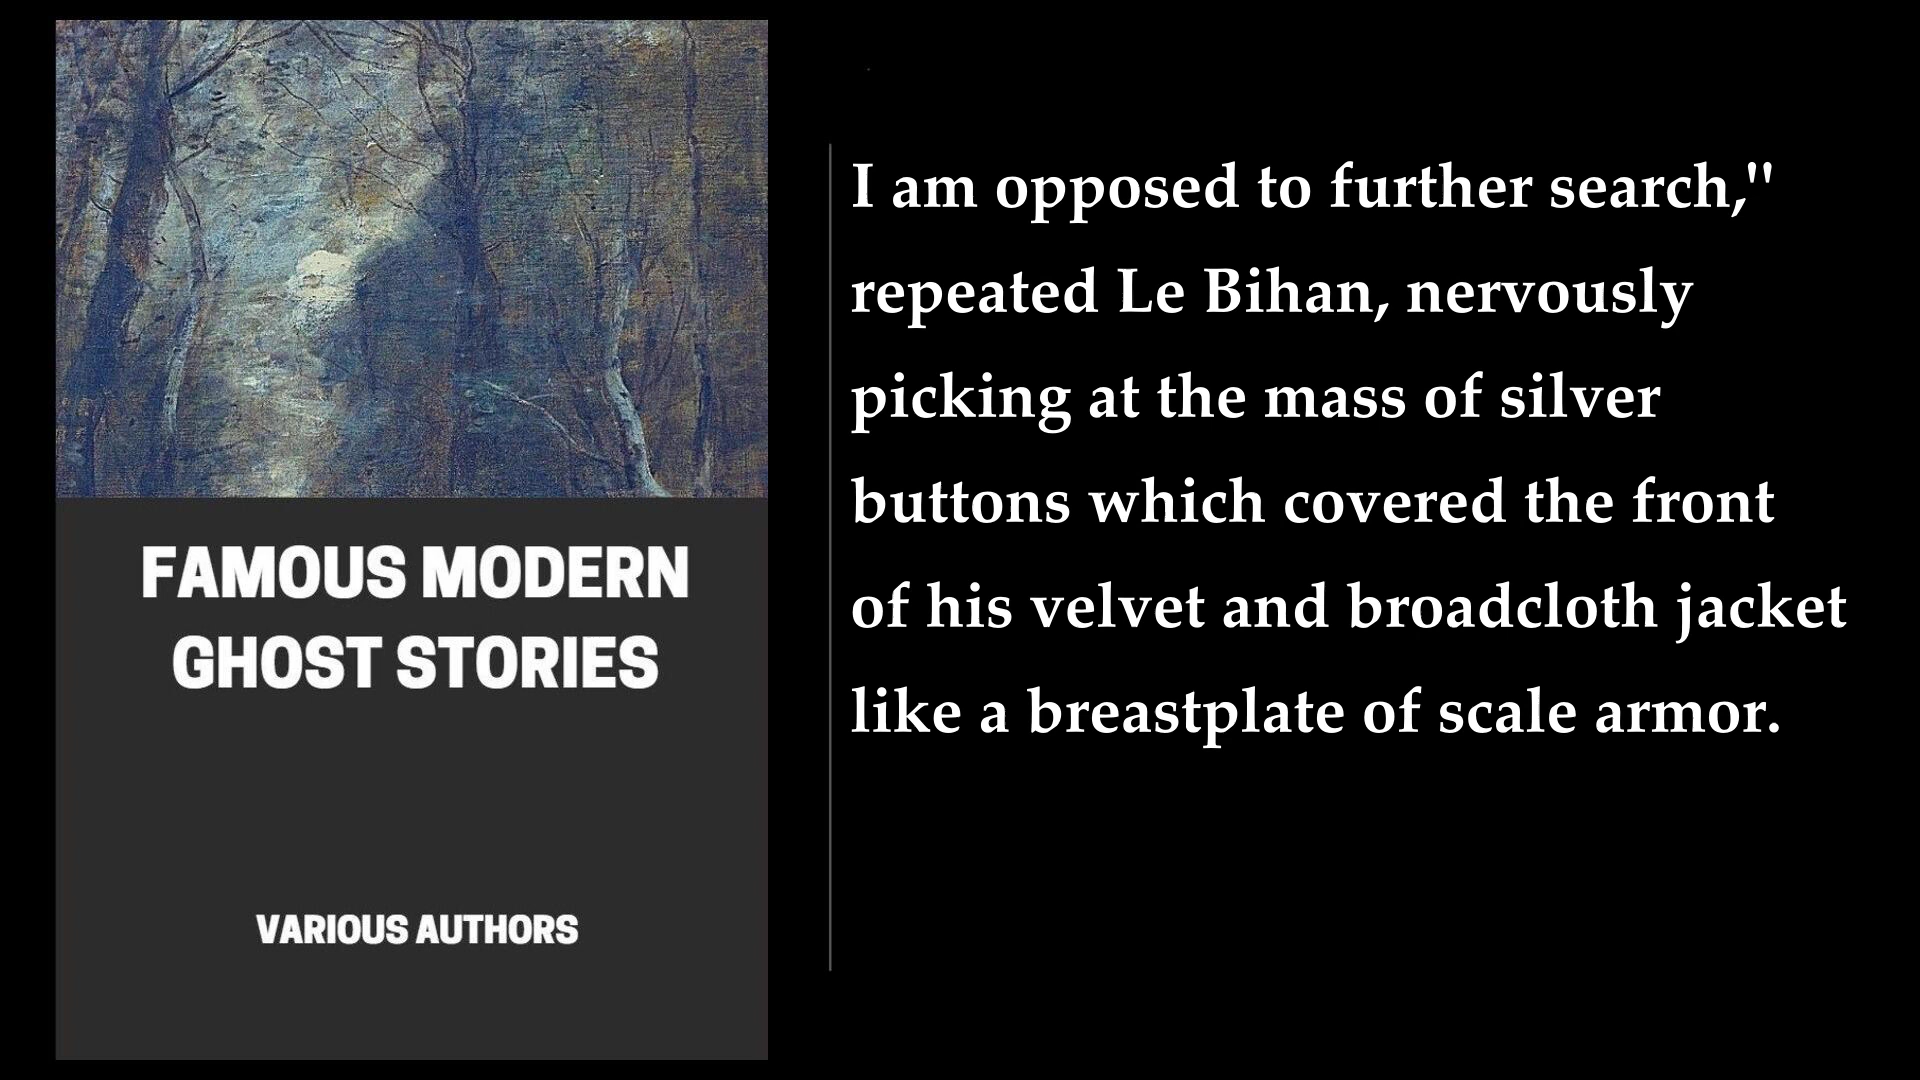 FAMOUS MODERN
GHOST STORIES
VARIOUS AUTHORS
I am opposed to further search,"
repeated Le Bihan, nervously
picking at the mass of silver
buttons which covered the front
of his velvet and broadcloth jacket
like a breastplate of scale armor.